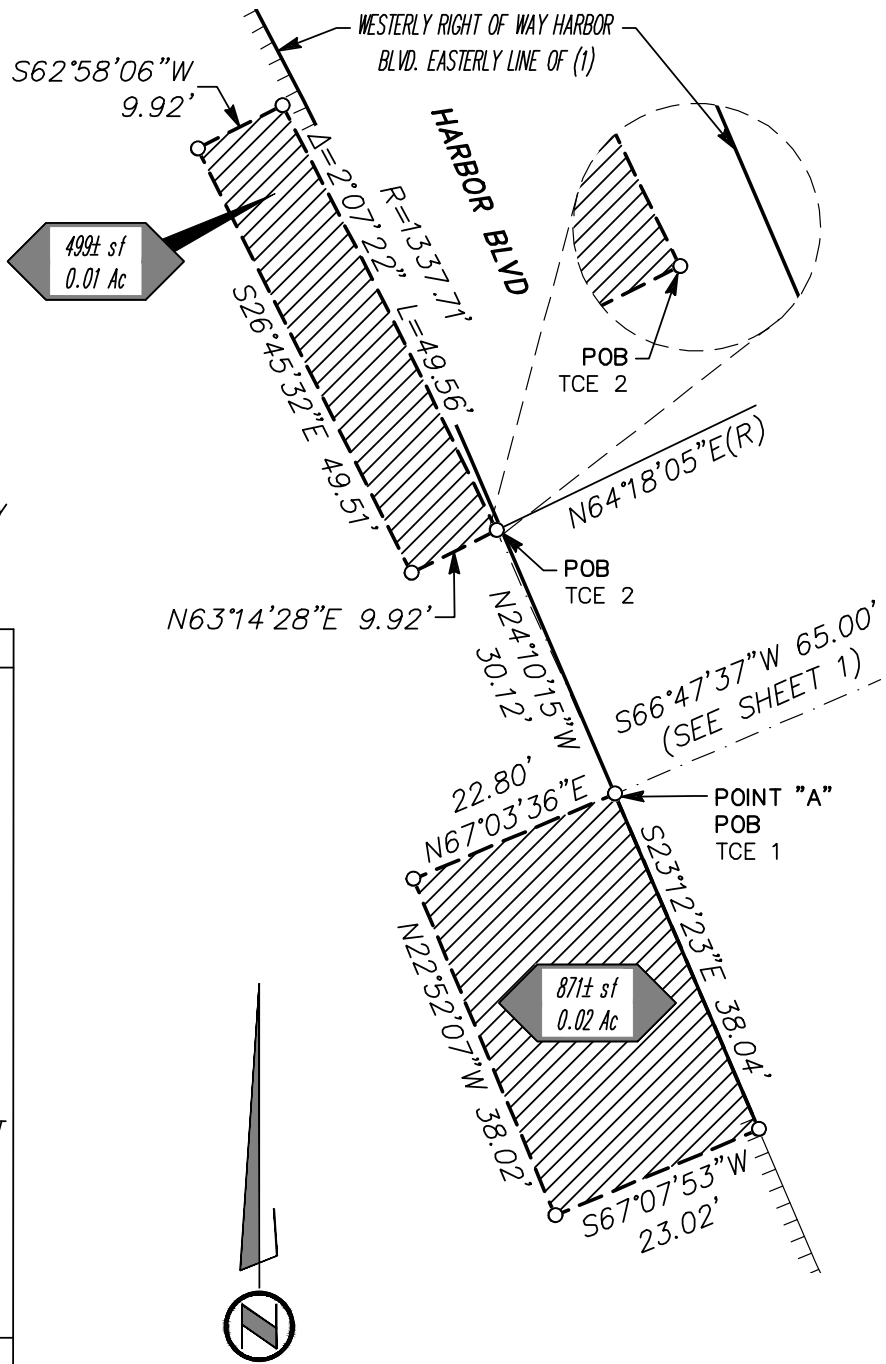 WESTERLY RIGHT OF WAY HARBOR
BLVD. EASTERLY LINE OF (1)
S62°58'06"W
9.92'
HARBOR BLVD
Δ=2°07'22" L=49.56'
R=1337.71'
499± sf
0.01 Ac
S26°45'32"E 49.51'
POB
TCE 2
N64°18'05"E(R)
POB
TCE 2
N63°14'28"E 9.92'
N24°10'15"W
30.12'
S66°47'37"W 65.00'
(SEE SHEET 1)
22.80'
N67°03'36"E
POINT "A"
POB
TCE 1
S23°12'23"E 38.04'
N22°52'07"W 38.02'
871± sf
0.02 Ac
S67°07'53"W
23.02'
N